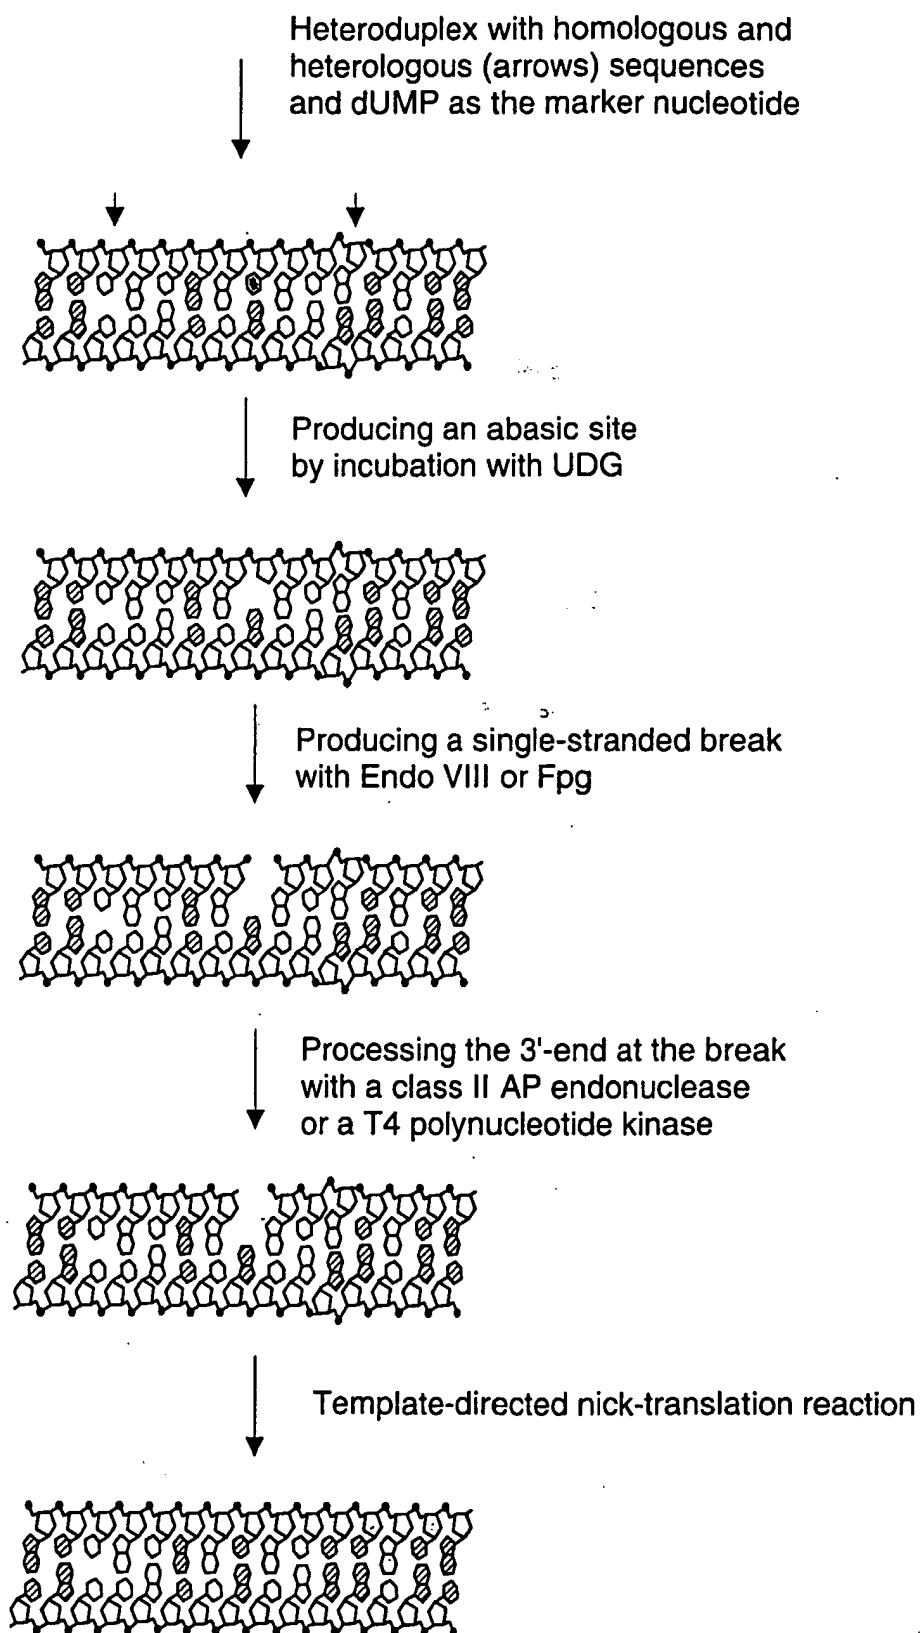 Heteroduplex with homologous and
heterologous (arrows) sequences
and dUMP as the marker nucleotide
Producing an abasic site
by incubation with UDG
Producing a single-stranded break
with Endo VIII or Fpg
Processing the 3'-end at the break
with a class II AP endonuclease
or a T4 polynucleotide kinase
Template-directed nick-translation reaction